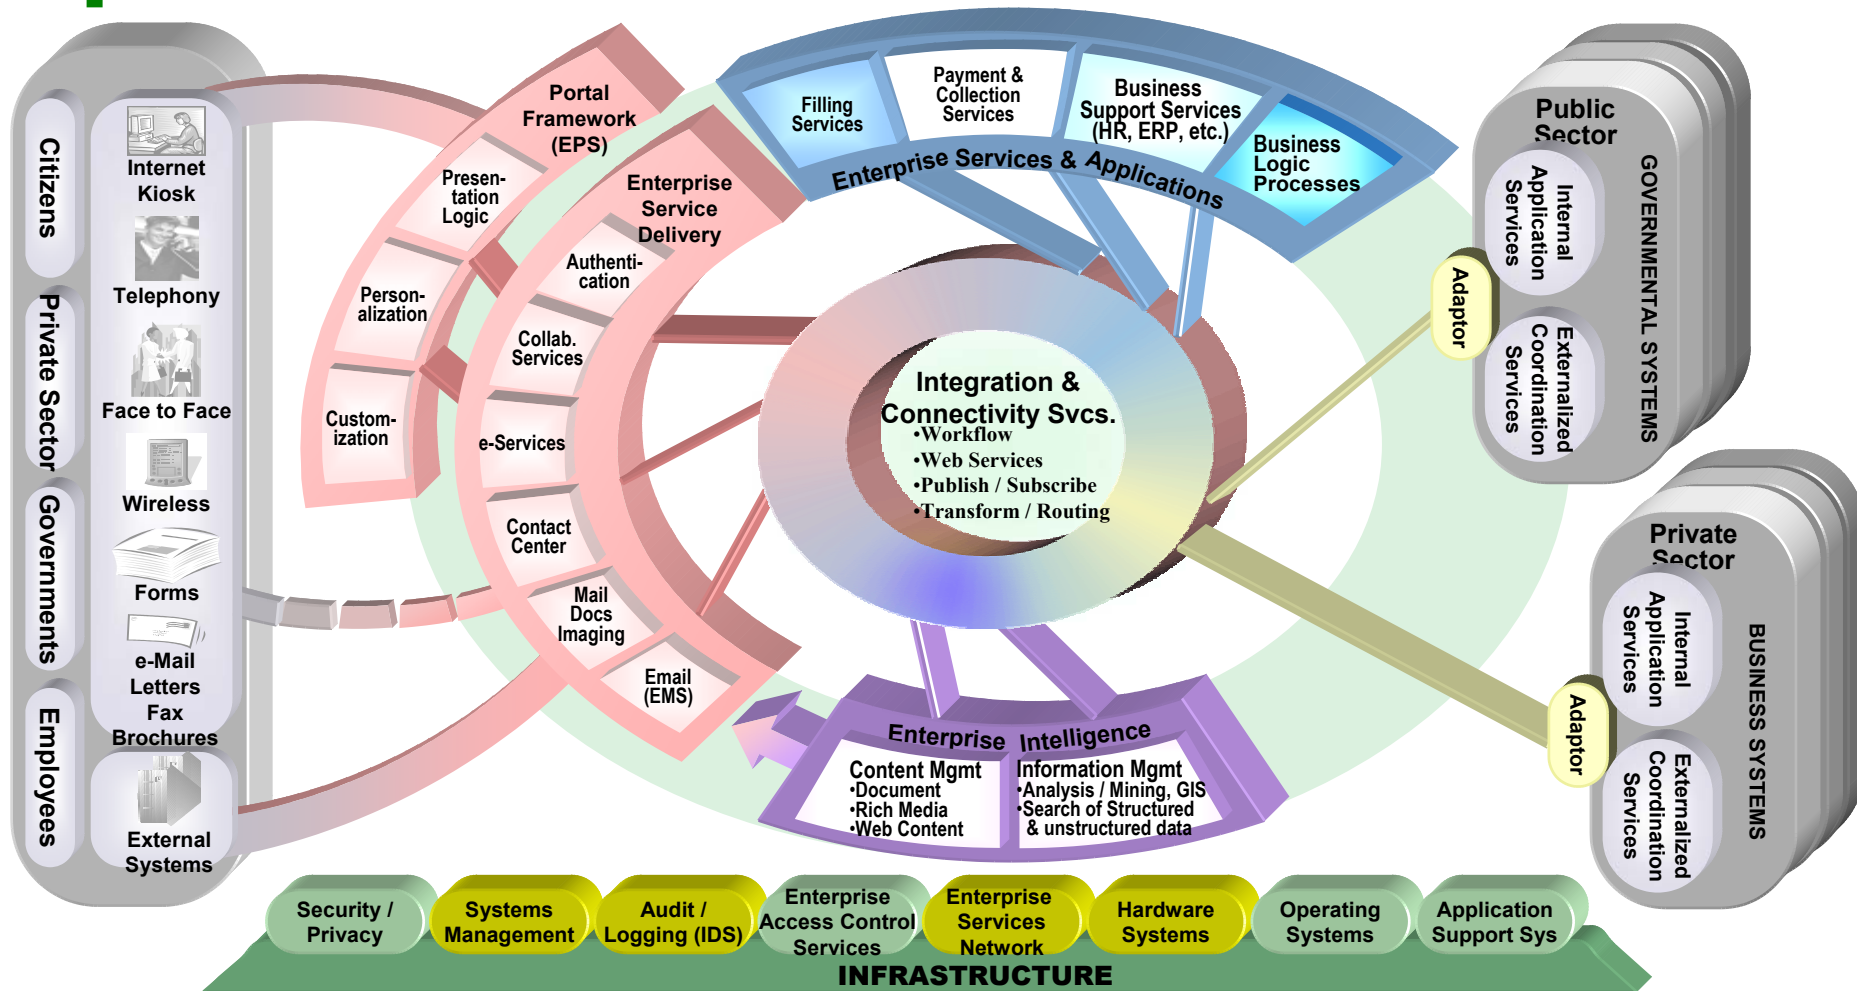 Citizens
Private Sector
Governments
Employees
Internet
Kiosk
Telephony
Face to Face
Wireless
Forms
e-Mail
Letters
Fax
Brochures
External
Systems
Portal
Framework
(EPS)
Presen-
tation
Logic
Person-
alization
Custom-
ization
Enterprise
Service
Delivery
Authenti-
cation
Collab.
Services
e-Services
Contact
Center
Mail
Docs
Imaging
Email
(EMS)
Filling
Services
Payment &
Collection
Services
Business
Support Services
(HR, ERP, etc.)
Business
Logic
Processes
Enterprise Services & Applications
Integration &
Connectivity Svcs.
•Workflow
•Web Services
•Publish / Subscribe
•Transform / Routing
Enterprise Intelligence
Content Mgmt
•Document
•Rich Media
•Web Content
Information Mgmt
•Analysis / Mining, GIS
•Search of Structured
& unstructured data
Public
Sector
Internal
Application
Services
Externalized
Coordination
Services
GOVERNMENTAL SYSTEMS
Adaptor
Private
Sector
Internal
Application
Services
Externalized
Coordination
Services
BUSINESS SYSTEMS
Adaptor
Security /
Privacy
Systems
Management
Audit /
Logging (IDS)
Enterprise
Access Control
Services
Enterprise
Services
Network
Hardware
Systems
Operating
Systems
Application
Support Sys
INFRASTRUCTURE